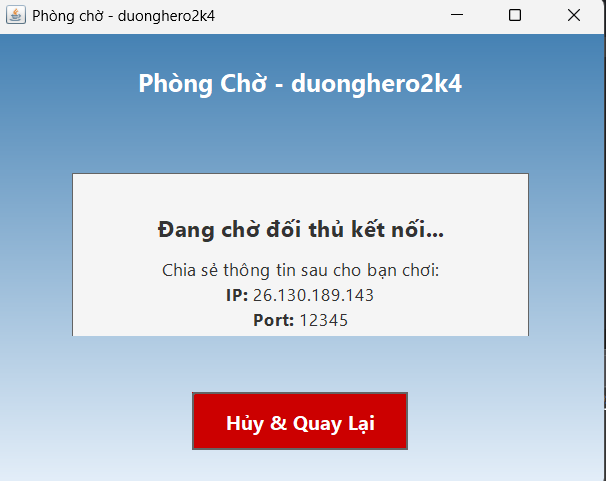 Phòng chờ - duonghero2k4
Phòng Chờ - duonghero2k4
Đang chờ đối thủ kết nối...
Chia sẻ thông tin sau cho bạn chơi:
IP: 26.130.189.143
Port: 12345
Hủy & Quay Lại